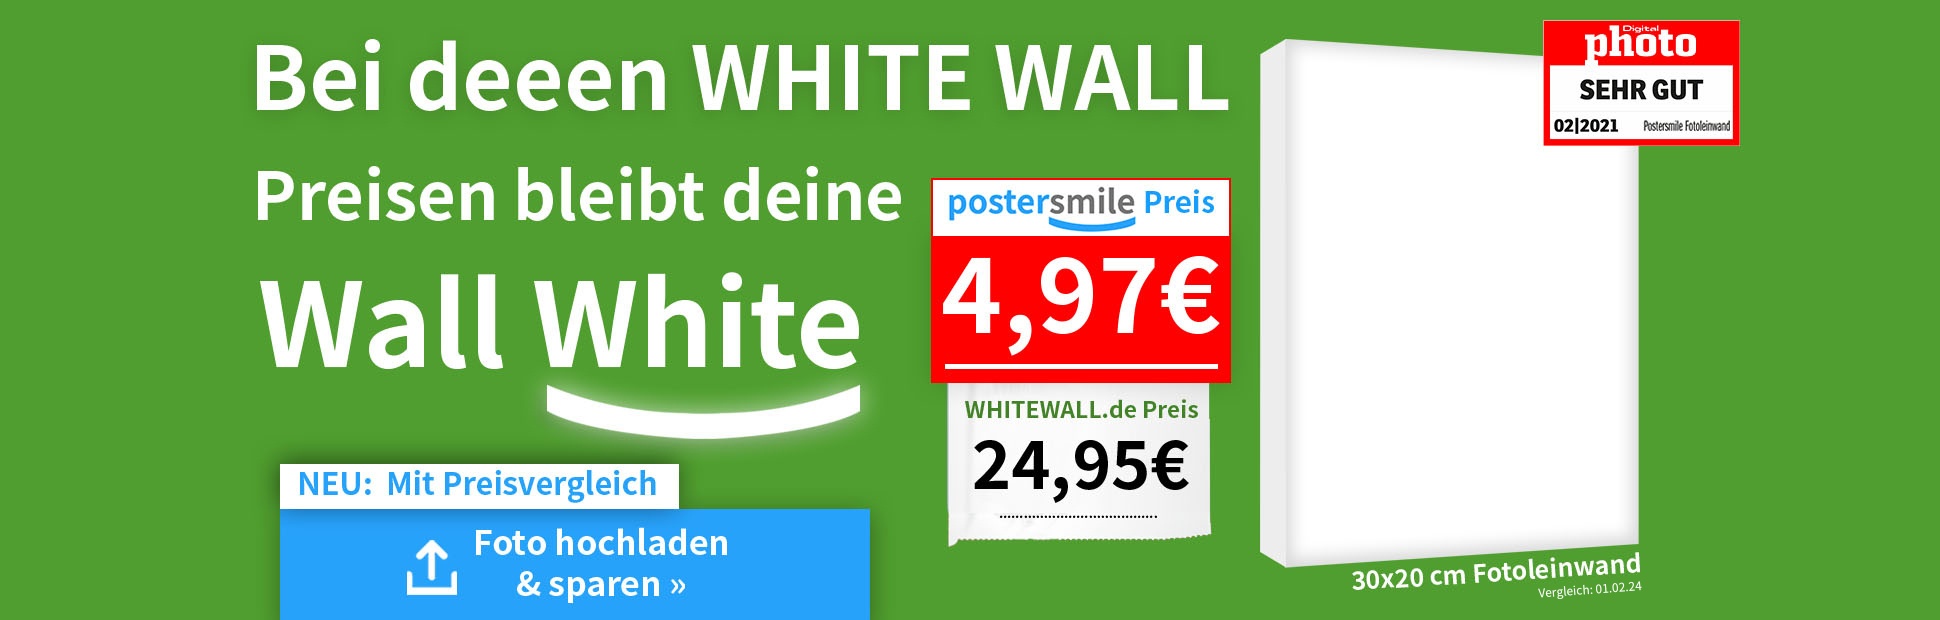 Bei deeen WHITE WALL
Preisen bleibt deine
Wall White
NEU: Mit Preisvergleich
Foto hochladen
& sparen »
postersmile Preis
4,97€
WHITEWALL.de Preis
24,95€
Digital
photo
SEHR GUT
02|2021 Postersmile Fotoleinwand
30x20 cm Fotoleinwand
Vergleich: 01.02.24